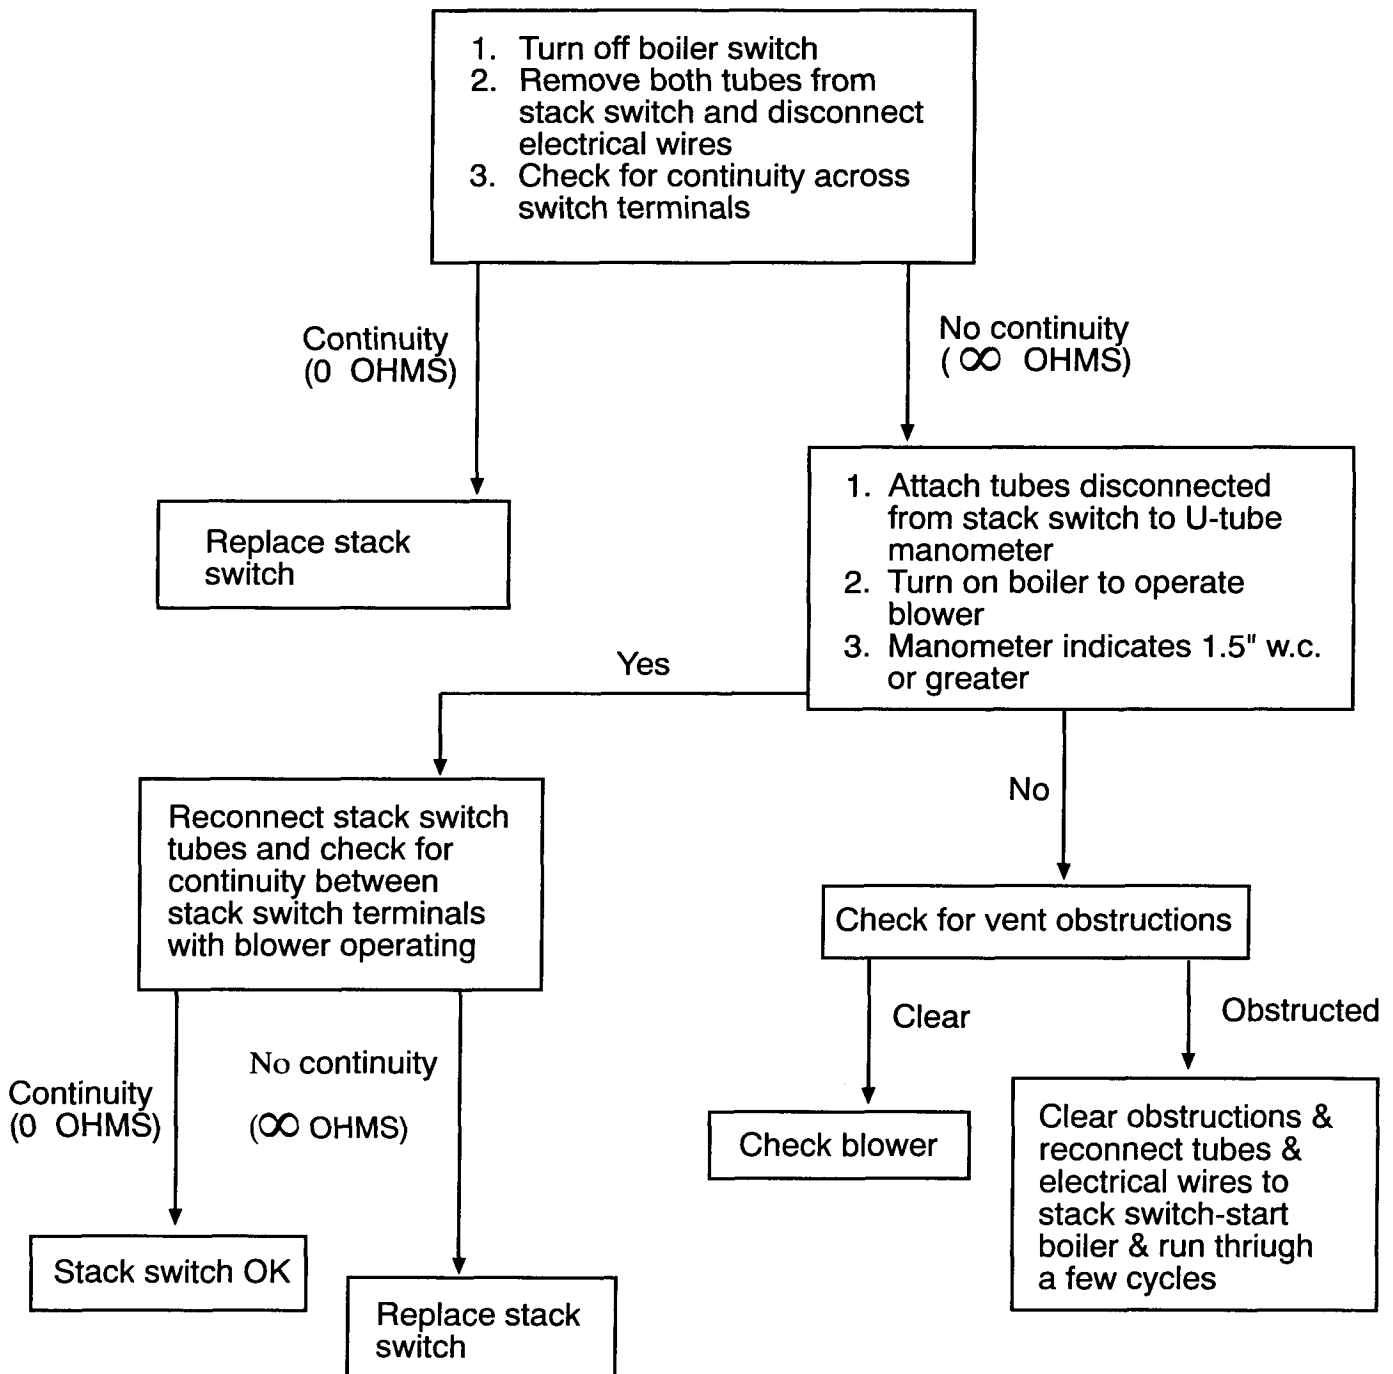 1. Turn off boiler switch
2. Remove both tubes from
stack switch and disconnect
electrical wires
3. Check for continuity across
switch terminals
Continuity
(0 OHMS)
No continuity
( ∞ OHMS)
Replace stack
switch
1. Attach tubes disconnected
from stack switch to U-tube
manometer
2. Turn on boiler to operate
blower
3. Manometer indicates 1.5" w.c.
or greater
Yes
No
Reconnect stack switch
tubes and check for
continuity between
stack switch terminals
with blower operating
Check for vent obstructions
Clear
Obstructed
Continuity
(0 OHMS)
No continuity
(∞ OHMS)
Check blower
Clear obstructions &
reconnect tubes &
electrical wires to
stack switch-start
boiler & run thriugh
a few cycles
Stack switch OK
Replace stack
switch